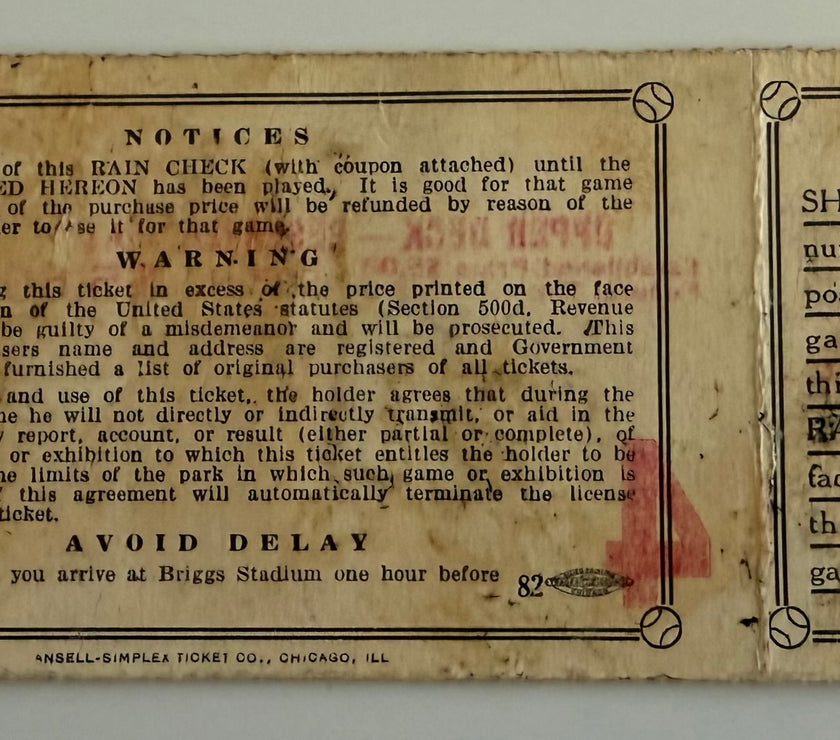 NOTICES
of this RAIN CHECK (with coupon attached) until the
ED HEREON has been played. It is good for that game
of the purchase price will be refunded by reason of the
er to se it for that game.
WARNING
this ticket in excess of the price printed on the face
n of the United States statutes (Section 500d, Revenue
be guilty of a misdemeanor and will be prosecuted. This
sers name and address are registered and Government
furnished a list of original purchasers of all tickets.
and use of this ticket, the holder agrees that during the
me he will not directly or indirectly transmit, or aid in the
report, account, or result (either partial or complete), of
or exhibition to which this ticket entitles the holder to be
he limits of the park in which such game or exhibition is
this agreement will automatically terminate the license
ticket.
AVOID DELAY
you arrive at Briggs Stadium one hour before
82
4
ANSELL-SIMPLEX TICKET CO., CHICAGO, ILL
SH
nu
po
ga
thi
RA
fac
th
ga